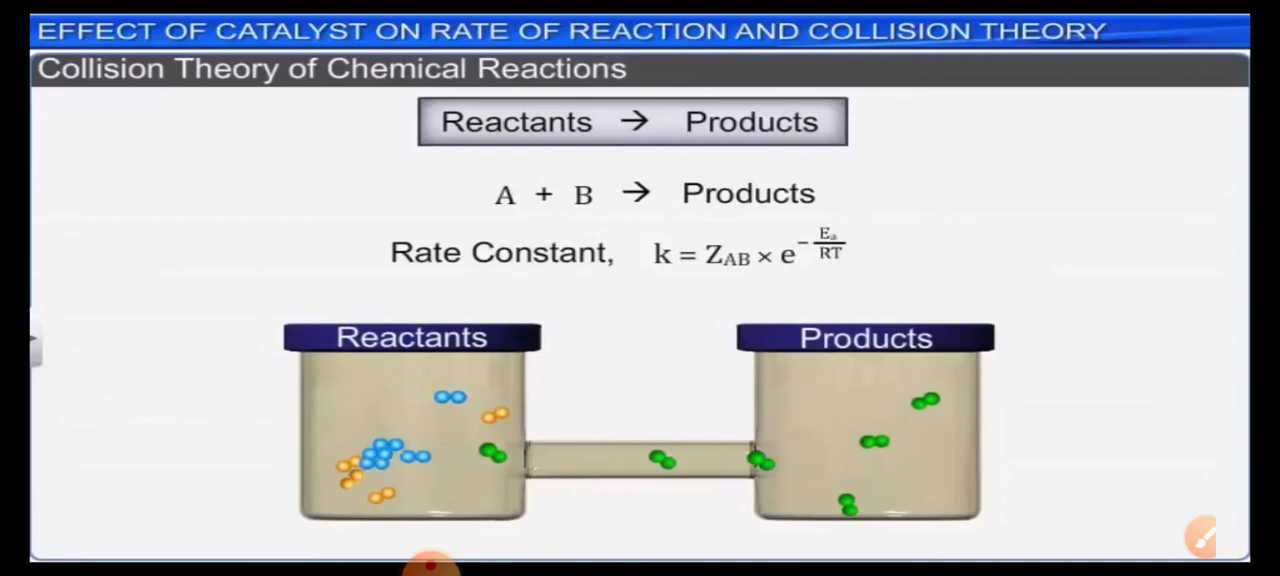 EFFECT OF CATALYST ON RATE OF REACTION AND COLLISION THEORY
Collision Theory of Chemical Reactions
Reactants → Products
A + B → Products
Rate Constant, k = Z_AB × e^(-Eₐ/RT)
Reactants Products